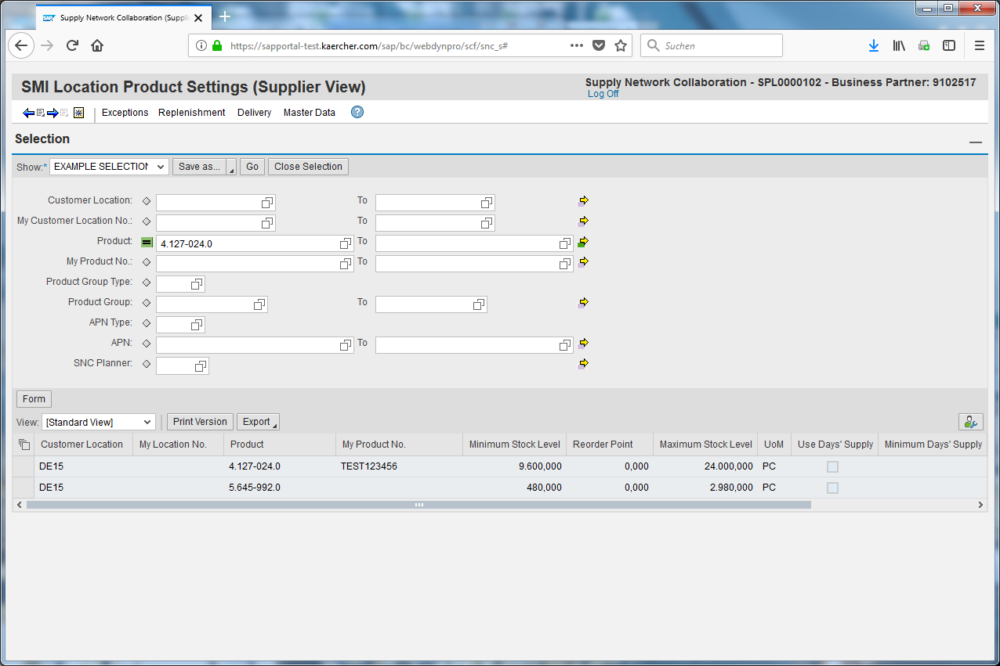 SAP Supply Network Collaboration (Suppli
https://sapportal-test.kaercher.com/sap/bc/webdynpro/scf/snc_s#
Suchen
SMI Location Product Settings (Supplier View)
Supply Network Collaboration - SPL0000102 - Business Partner: 9102517
Log Off
Exceptions Replenishment Delivery Master Data ?
Selection
Show:* EXAMPLE SELECTION Save as... Go Close Selection
Customer Location: To
My Customer Location No.: To
Product: 4.127-024.0 To
My Product No.: To
Product Group Type:
Product Group: To
APN Type:
APN: To
SNC Planner:
Form
View: [Standard View] Print Version Export
Customer Location My Location No. Product My Product No. Minimum Stock Level Reorder Point Maximum Stock Level UoM Use Days' Supply Minimum Days' Supply
DE15 4.127-024.0 TEST123456 9.600,000 0,000 24.000,000 PC
DE15 5.645-992.0 480,000 0,000 2.980,000 PC